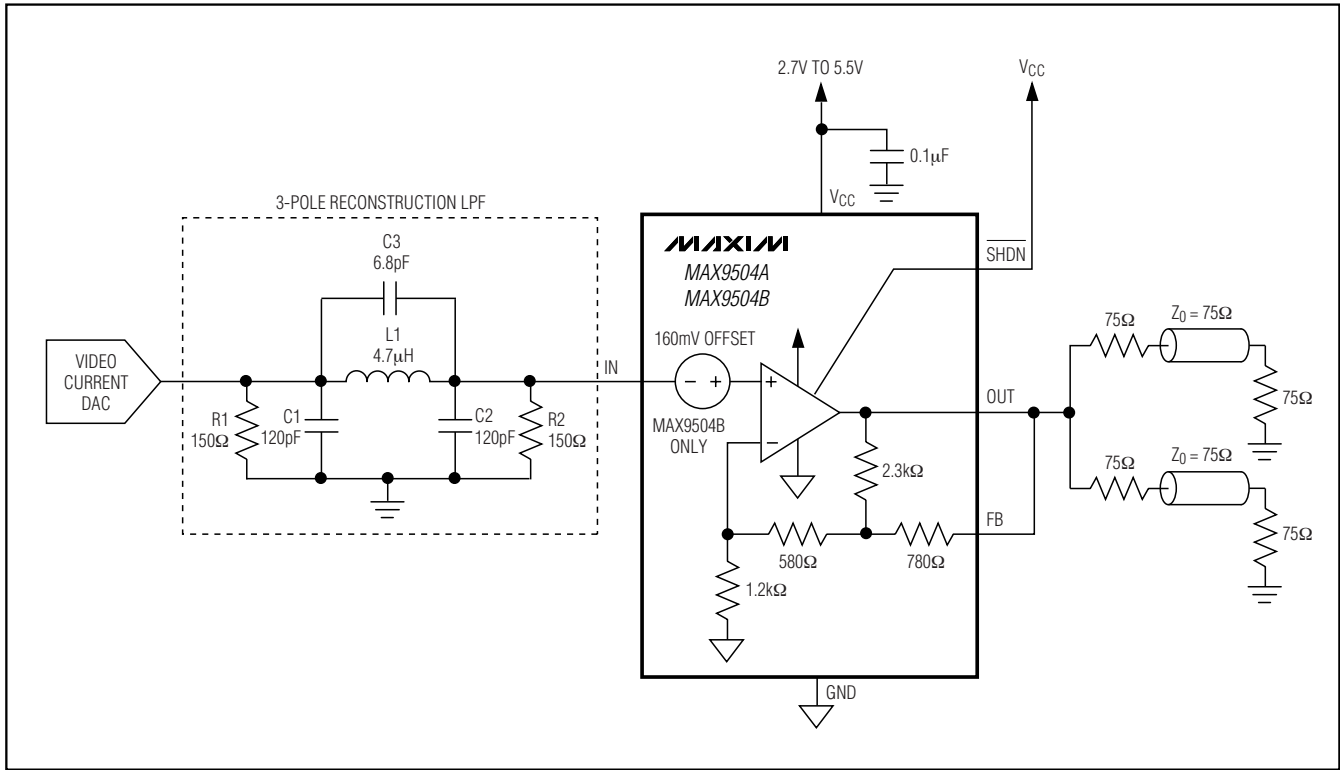 2.7V TO 5.5V
VCC
0.1µF
VCC
3-POLE RECONSTRUCTION LPF
C3
6.8pF
L1
4.7µH
VIDEO
CURRENT
DAC
R1
150Ω
C1
120pF
C2
120pF
R2
150Ω
IN
MAXIM
MAX9504A
MAX9504B
160mV OFFSET
- +
MAX9504B
ONLY
+
−
SHDN
OUT
2.3kΩ
580Ω
780Ω
FB
1.2kΩ
GND
75Ω
Z0 = 75Ω
75Ω
75Ω
Z0 = 75Ω
75Ω